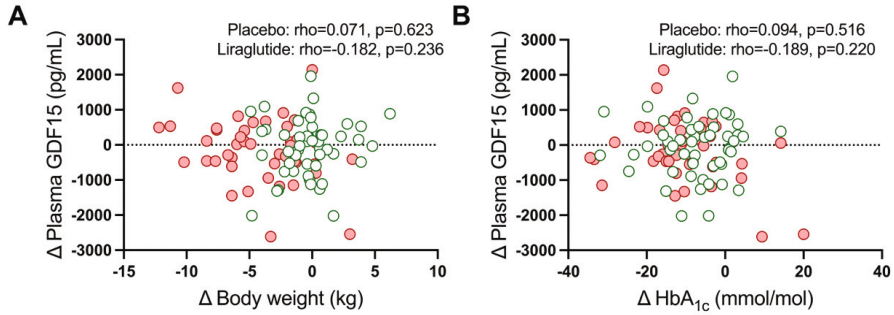 A
Placebo: rho=0.071, p=0.623
Liraglutide: rho=-0.182, p=0.236
Δ Plasma GDF15 (pg/mL)
3000
2000
1000
0
-1000
-2000
-3000
-15 -10 -5 0 5 10
Δ Body weight (kg)
B
Placebo: rho=0.094, p=0.516
Liraglutide: rho=-0.189, p=0.220
Δ Plasma GDF15 (pg/mL)
3000
2000
1000
0
-1000
-2000
-3000
-40 -20 0 20 40
Δ HbA1c (mmol/mol)